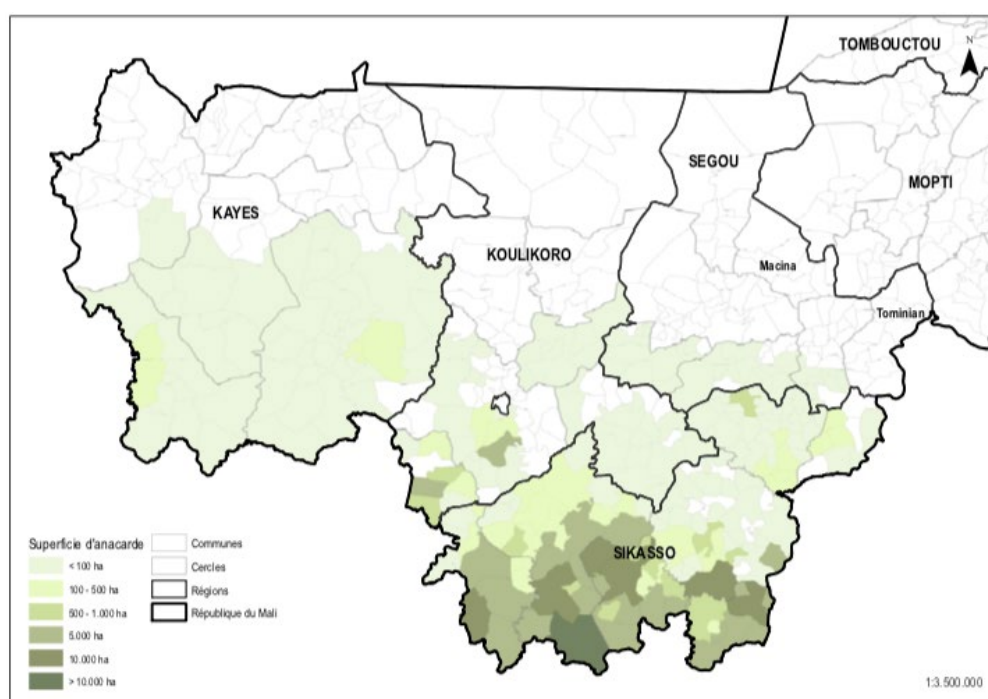 TOMBOUCTOU
N
SEGOU
MOPTI
KAYES
KOULIKORO
Macina
Tominian
SIKASSO
Superficie d'anacarde
< 100 ha
100 - 500 ha
500 - 1.000 ha
5.000 ha
10.000 ha
> 10.000 ha
Communes
Cercles
Régions
République du Mali
1:3.500.000